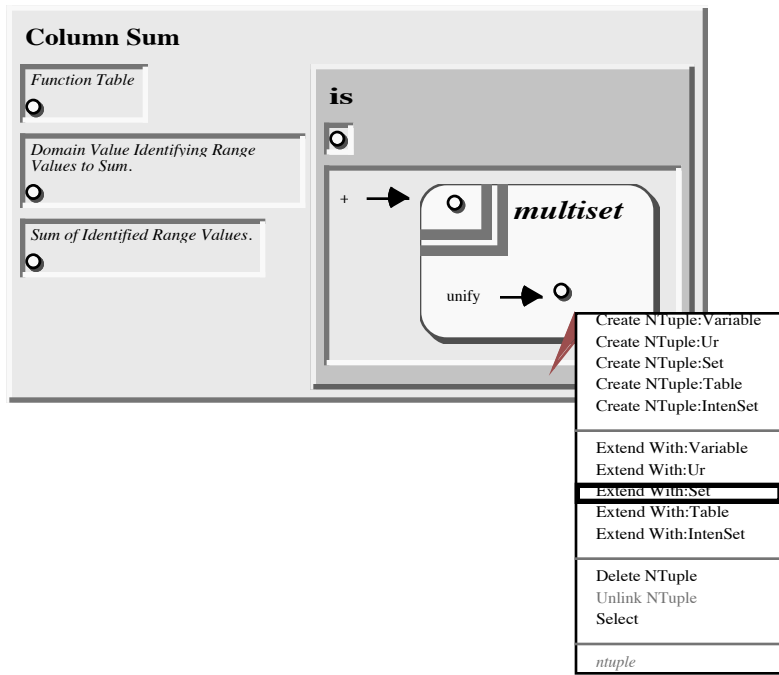 Column Sum
Function Table
Domain Value Identifying Range
Values to Sum.
Sum of Identified Range Values.
is
+
multiset
unify
Create NTuple:Variable
Create NTuple:Ur
Create NTuple:Set
Create NTuple:Table
Create NTuple:IntenSet
Extend With:Variable
Extend With:Ur
Extend With:Set
Extend With:Table
Extend With:IntenSet
Delete NTuple
Unlink NTuple
Select
ntuple